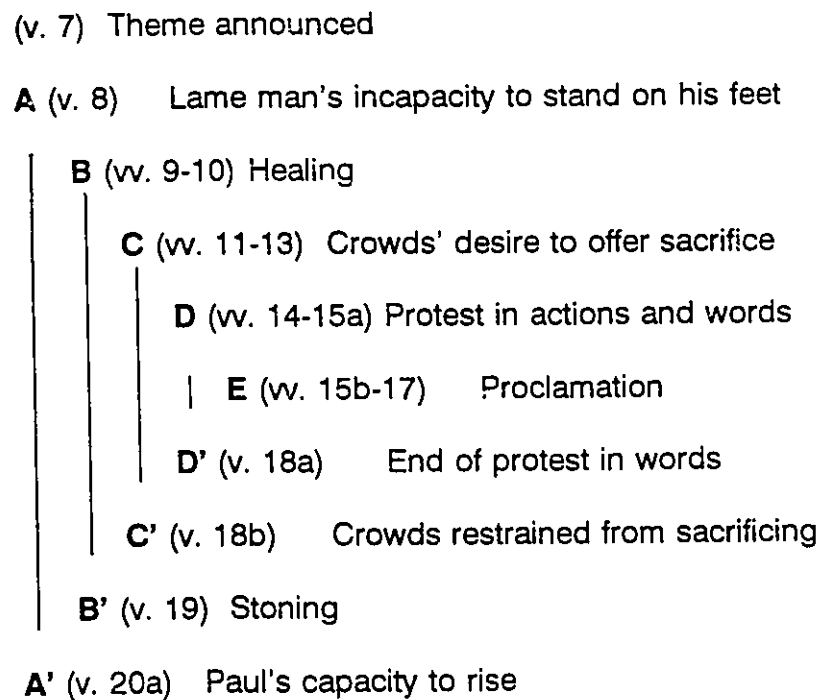 (v. 7) Theme announced
A (v. 8) Lame man's incapacity to stand on his feet
B (vv. 9-10) Healing
C (vv. 11-13) Crowds' desire to offer sacrifice
D (vv. 14-15a) Protest in actions and words
E (vv. 15b-17) Proclamation
D' (v. 18a) End of protest in words
C' (v. 18b) Crowds restrained from sacrificing
B' (v. 19) Stoning
A' (v. 20a) Paul's capacity to rise